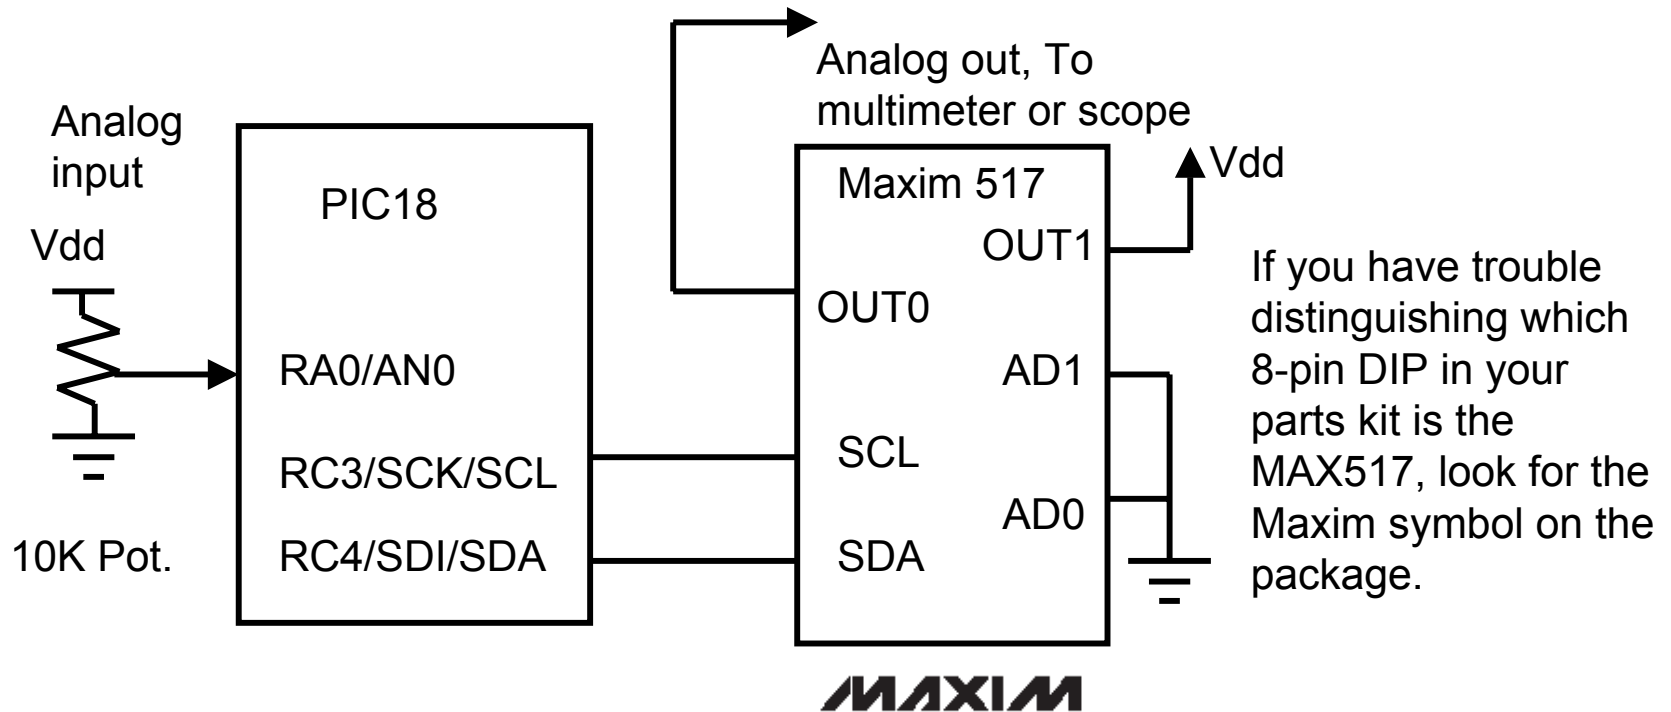 Analog out, To
multimeter or scope
Analog
input
Vdd
10K Pot.
PIC18
RA0/AN0
RC3/SCK/SCL
RC4/SDI/SDA
Maxim 517
OUT1
OUT0
AD1
SCL
AD0
SDA
Vdd
If you have trouble
distinguishing which
8-pin DIP in your
parts kit is the
MAX517, look for the
Maxim symbol on the
package.
MAXIM